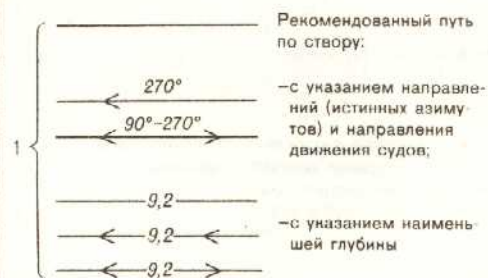 Рекомендованный путь
по створу:
270°
–с указанием направле-
ний (истинных азиму-
тов) и направления
движения судов;
90°–270°
1
9,2
–с указанием наимень-
шей глубины
9,2
9,2